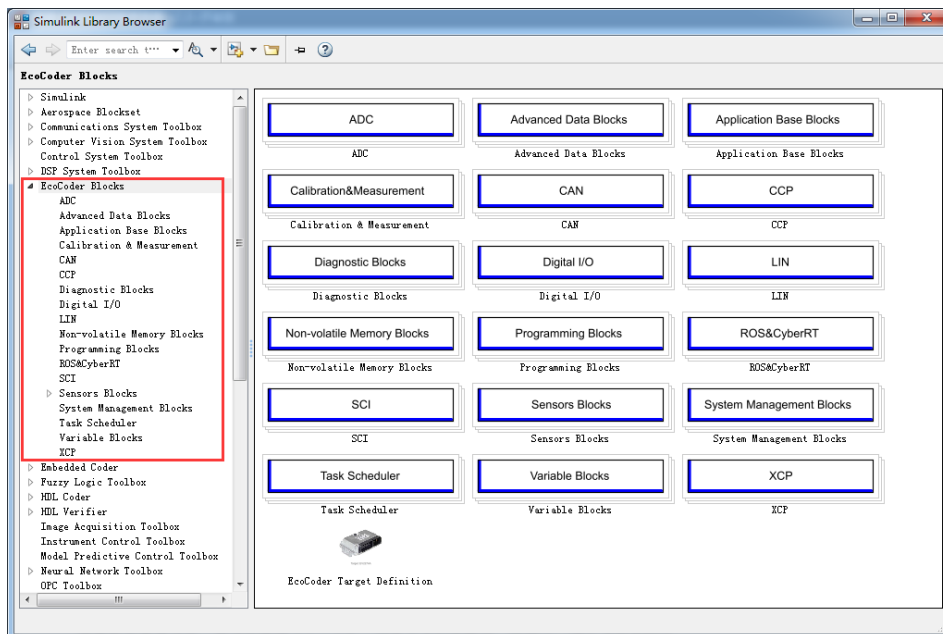 Simulink Library Browser
Enter search t···
EcoCoder Blocks
Simulink
Aerospace Blockset
Communications System Toolbox
Computer Vision System Toolbox
Control System Toolbox
DSP System Toolbox
EcoCoder Blocks
ADC
Advanced Data Blocks
Application Base Blocks
Calibration & Measurement
CAN
CCP
Diagnostic Blocks
Digital I/O
LIN
Non-volatile Memory Blocks
Programming Blocks
ROS&CyberRT
SCI
Sensors Blocks
System Management Blocks
Task Scheduler
Variable Blocks
XCP
Embedded Coder
Fuzzy Logic Toolbox
HDL Coder
HDL Verifier
Image Acquisition Toolbox
Instrument Control Toolbox
Model Predictive Control Toolbox
Neural Network Toolbox
OPC Toolbox
ADC Advanced Data Blocks Application Base Blocks
ADC Advanced Data Blocks Application Base Blocks
Calibration&Measurement CAN CCP
Calibration & Measurement CAN CCP
Diagnostic Blocks Digital I/O LIN
Diagnostic Blocks Digital I/O LIN
Non-volatile Memory Blocks Programming Blocks ROS&CyberRT
Non-volatile Memory Blocks Programming Blocks ROS&CyberRT
SCI Sensors Blocks System Management Blocks
SCI Sensors Blocks System Management Blocks
Task Scheduler Variable Blocks XCP
Task Scheduler Variable Blocks XCP
EcoCoder Target Definition